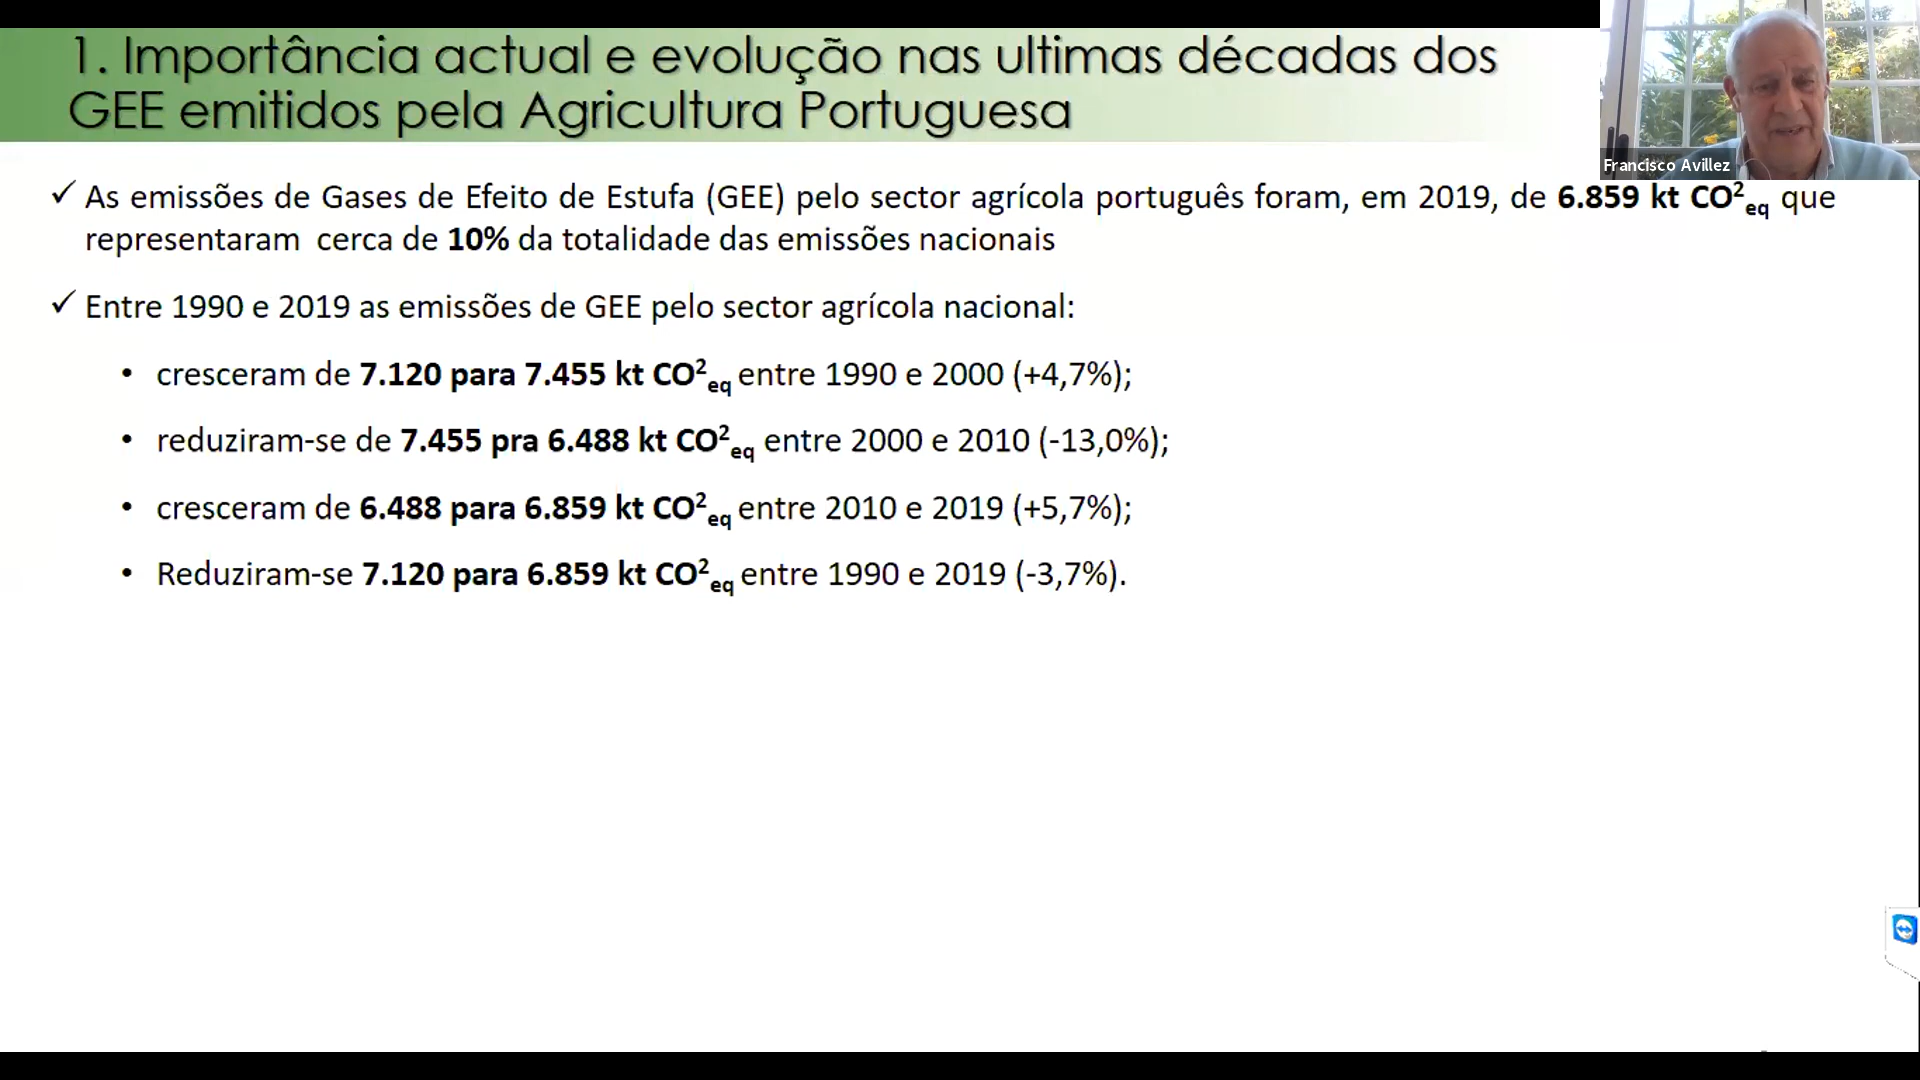 1. Importância actual e evolução nas ultimas décadas dos
GEE emitidos pela Agricultura Portuguesa
Francisco Avillez
✓ As emissões de Gases de Efeito de Estufa (GEE) pelo sector agrícola português foram, em 2019, de 6.859 kt CO²eq que
representaram cerca de 10% da totalidade das emissões nacionais
✓ Entre 1990 e 2019 as emissões de GEE pelo sector agrícola nacional:
• cresceram de 7.120 para 7.455 kt CO²eq entre 1990 e 2000 (+4,7%);
• reduziram-se de 7.455 pra 6.488 kt CO²eq entre 2000 e 2010 (-13,0%);
• cresceram de 6.488 para 6.859 kt CO²eq entre 2010 e 2019 (+5,7%);
• Reduziram-se 7.120 para 6.859 kt CO²eq entre 1990 e 2019 (-3,7%).